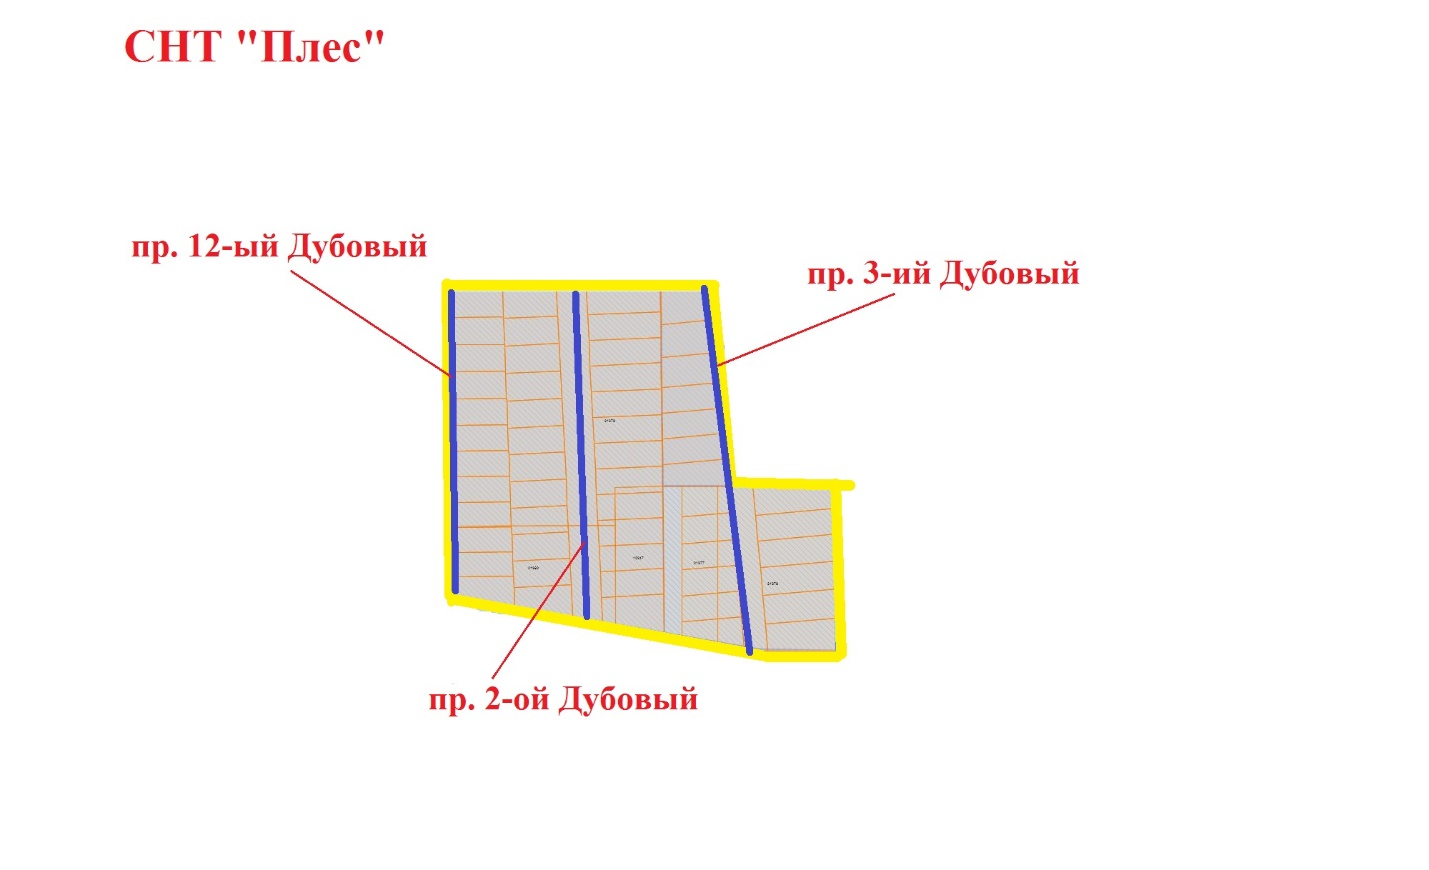 СНТ "Плес"
пр. 12-ый Дубовый
пр. 3-ий Дубовый
пр. 2-ой Дубовый